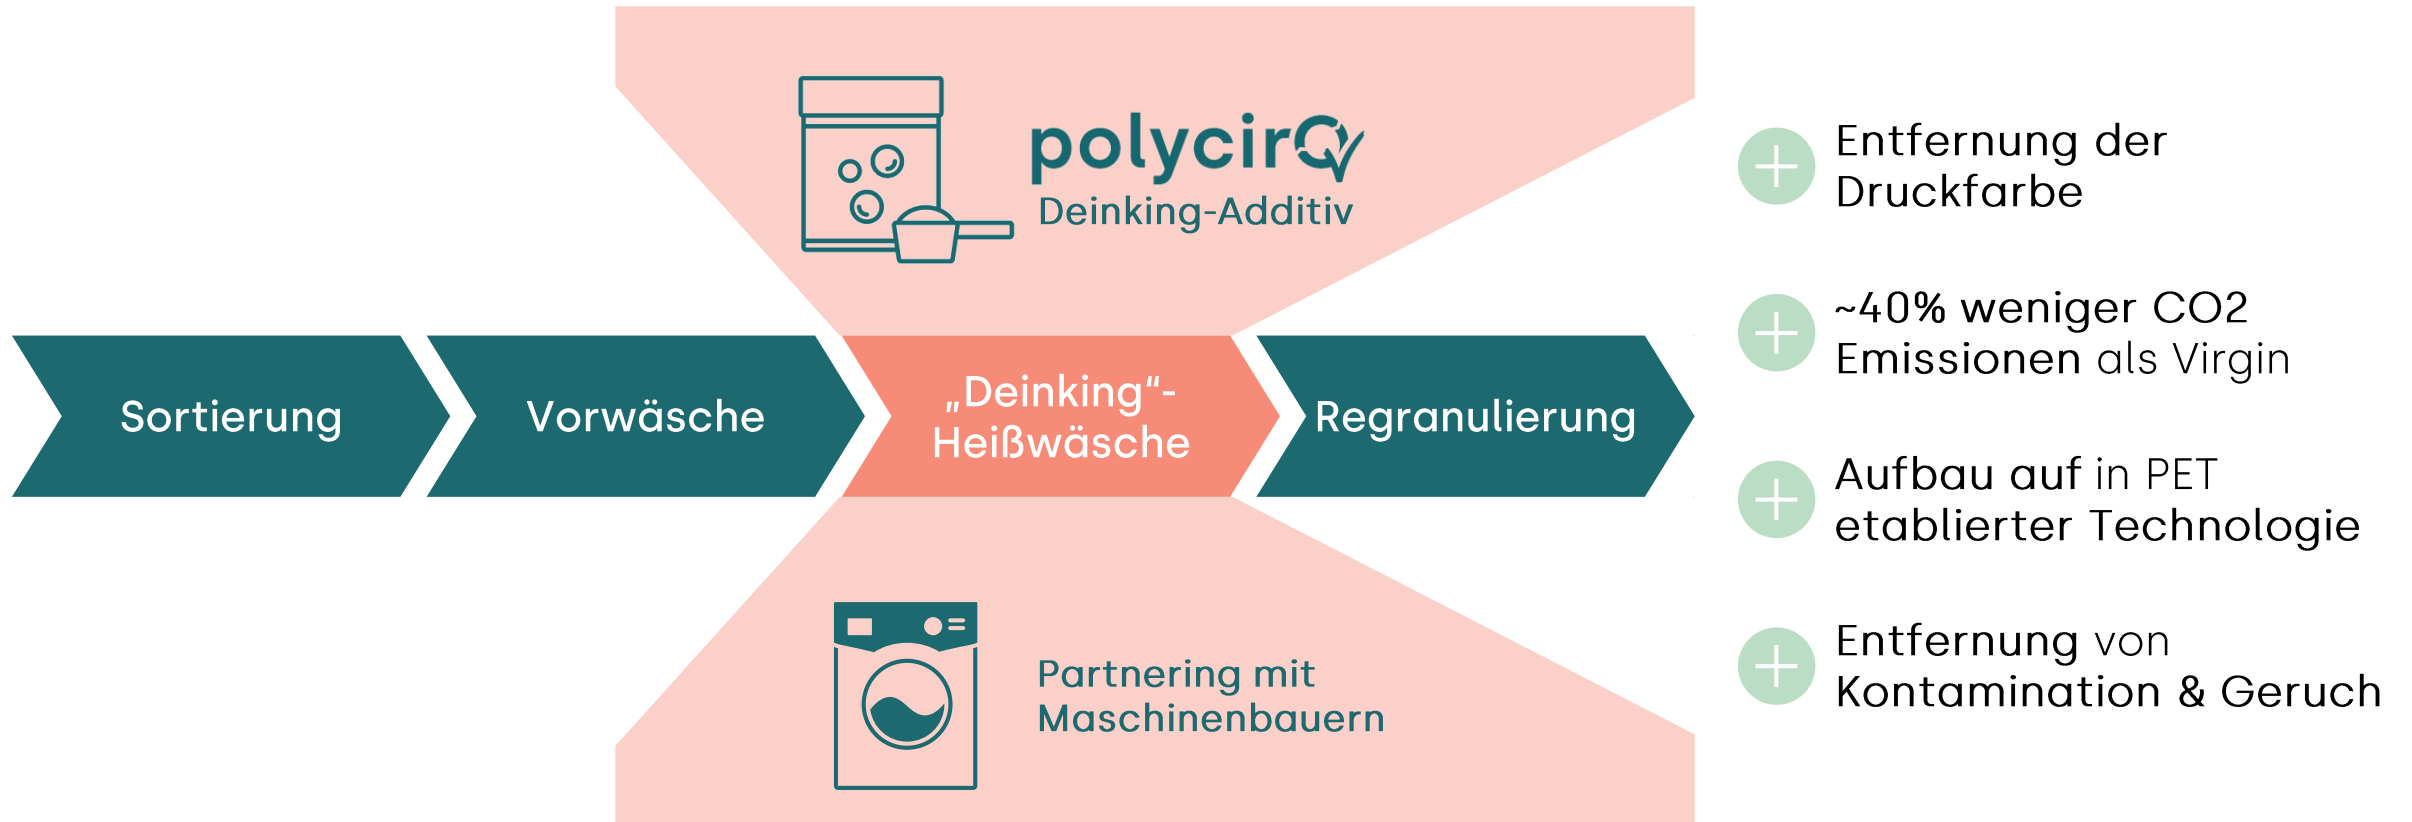 polycirQ
Deinking-Additiv
Sortierung
Vorwäsche
„Deinking“-
Heißwäsche
Regranulierung
Partnering mit
Maschinenbauern
Entfernung der
Druckfarbe
~40% weniger CO2
Emissionen als Virgin
Aufbau auf in PET
etablierter Technologie
Entfernung von
Kontamination & Geruch